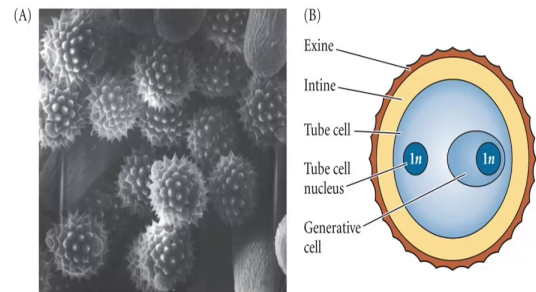 (A)
(B)
Exine
Intine
Tube cell
Tube cell
nucleus
Generative
cell
1n
1n